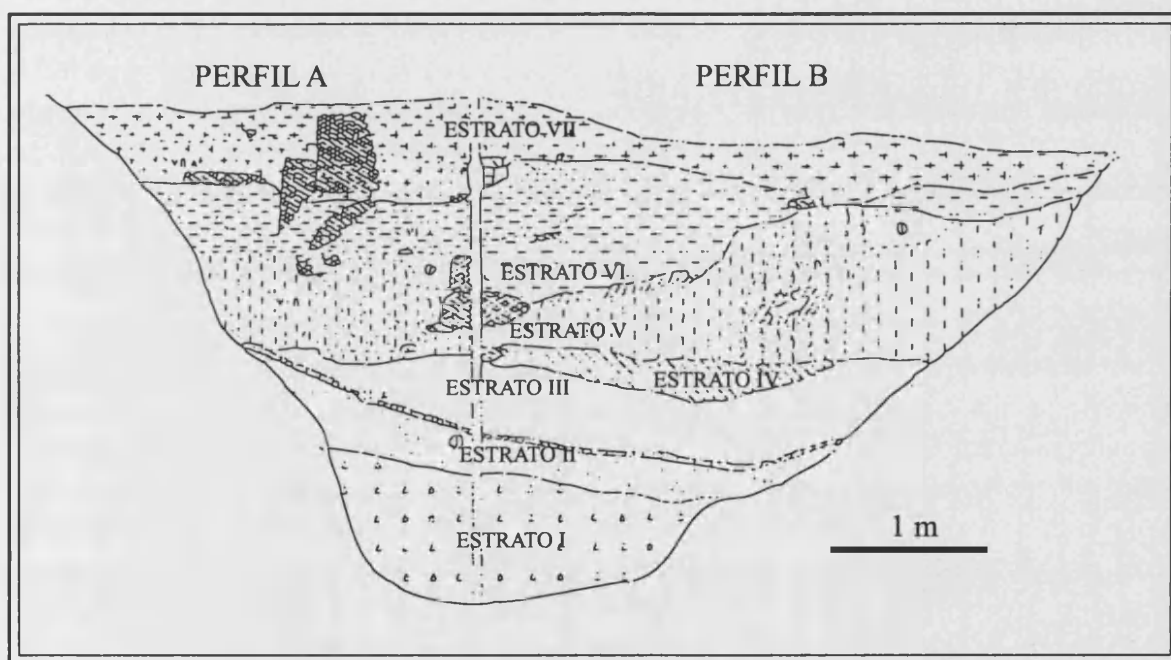 PERFIL A
PERFIL B
ESTRATO VII
ESTRATO VI
ESTRATO V
ESTRATO III
ESTRATO IV
ESTRATO II
ESTRATO I
1 m